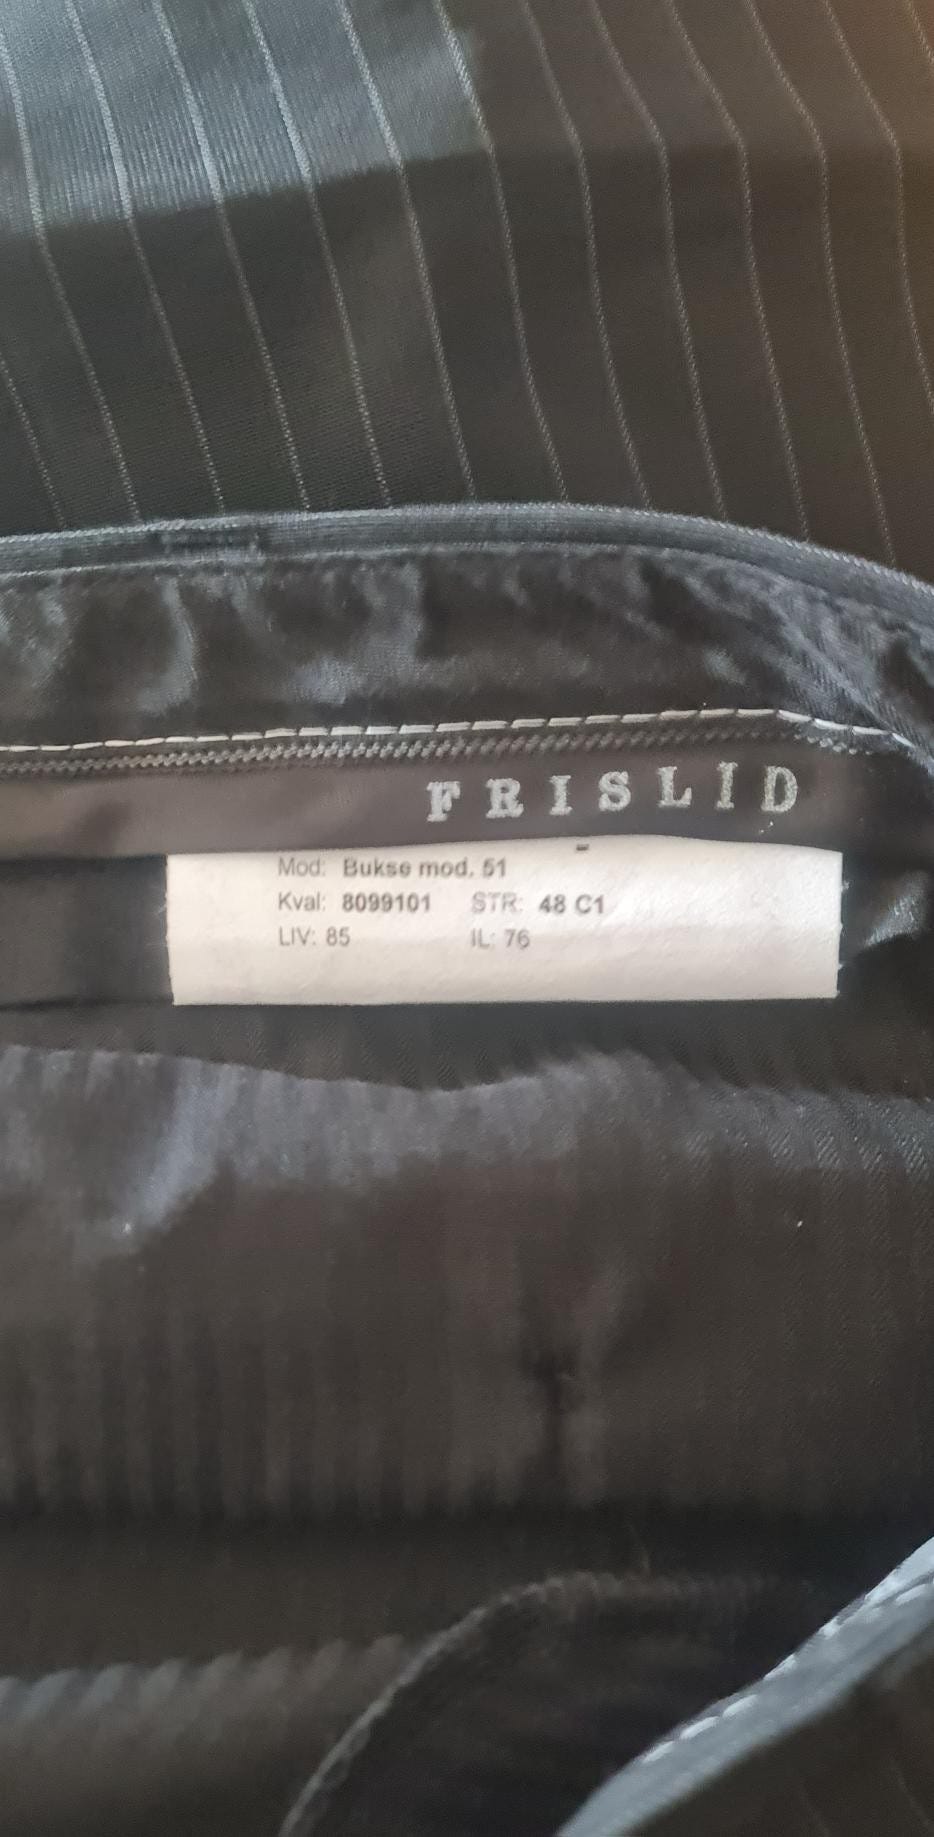 FRISLID
Mod: Bukse mod. 51
Kval: 8099101 STR: 48 C1
LIV: 85 IL: 76